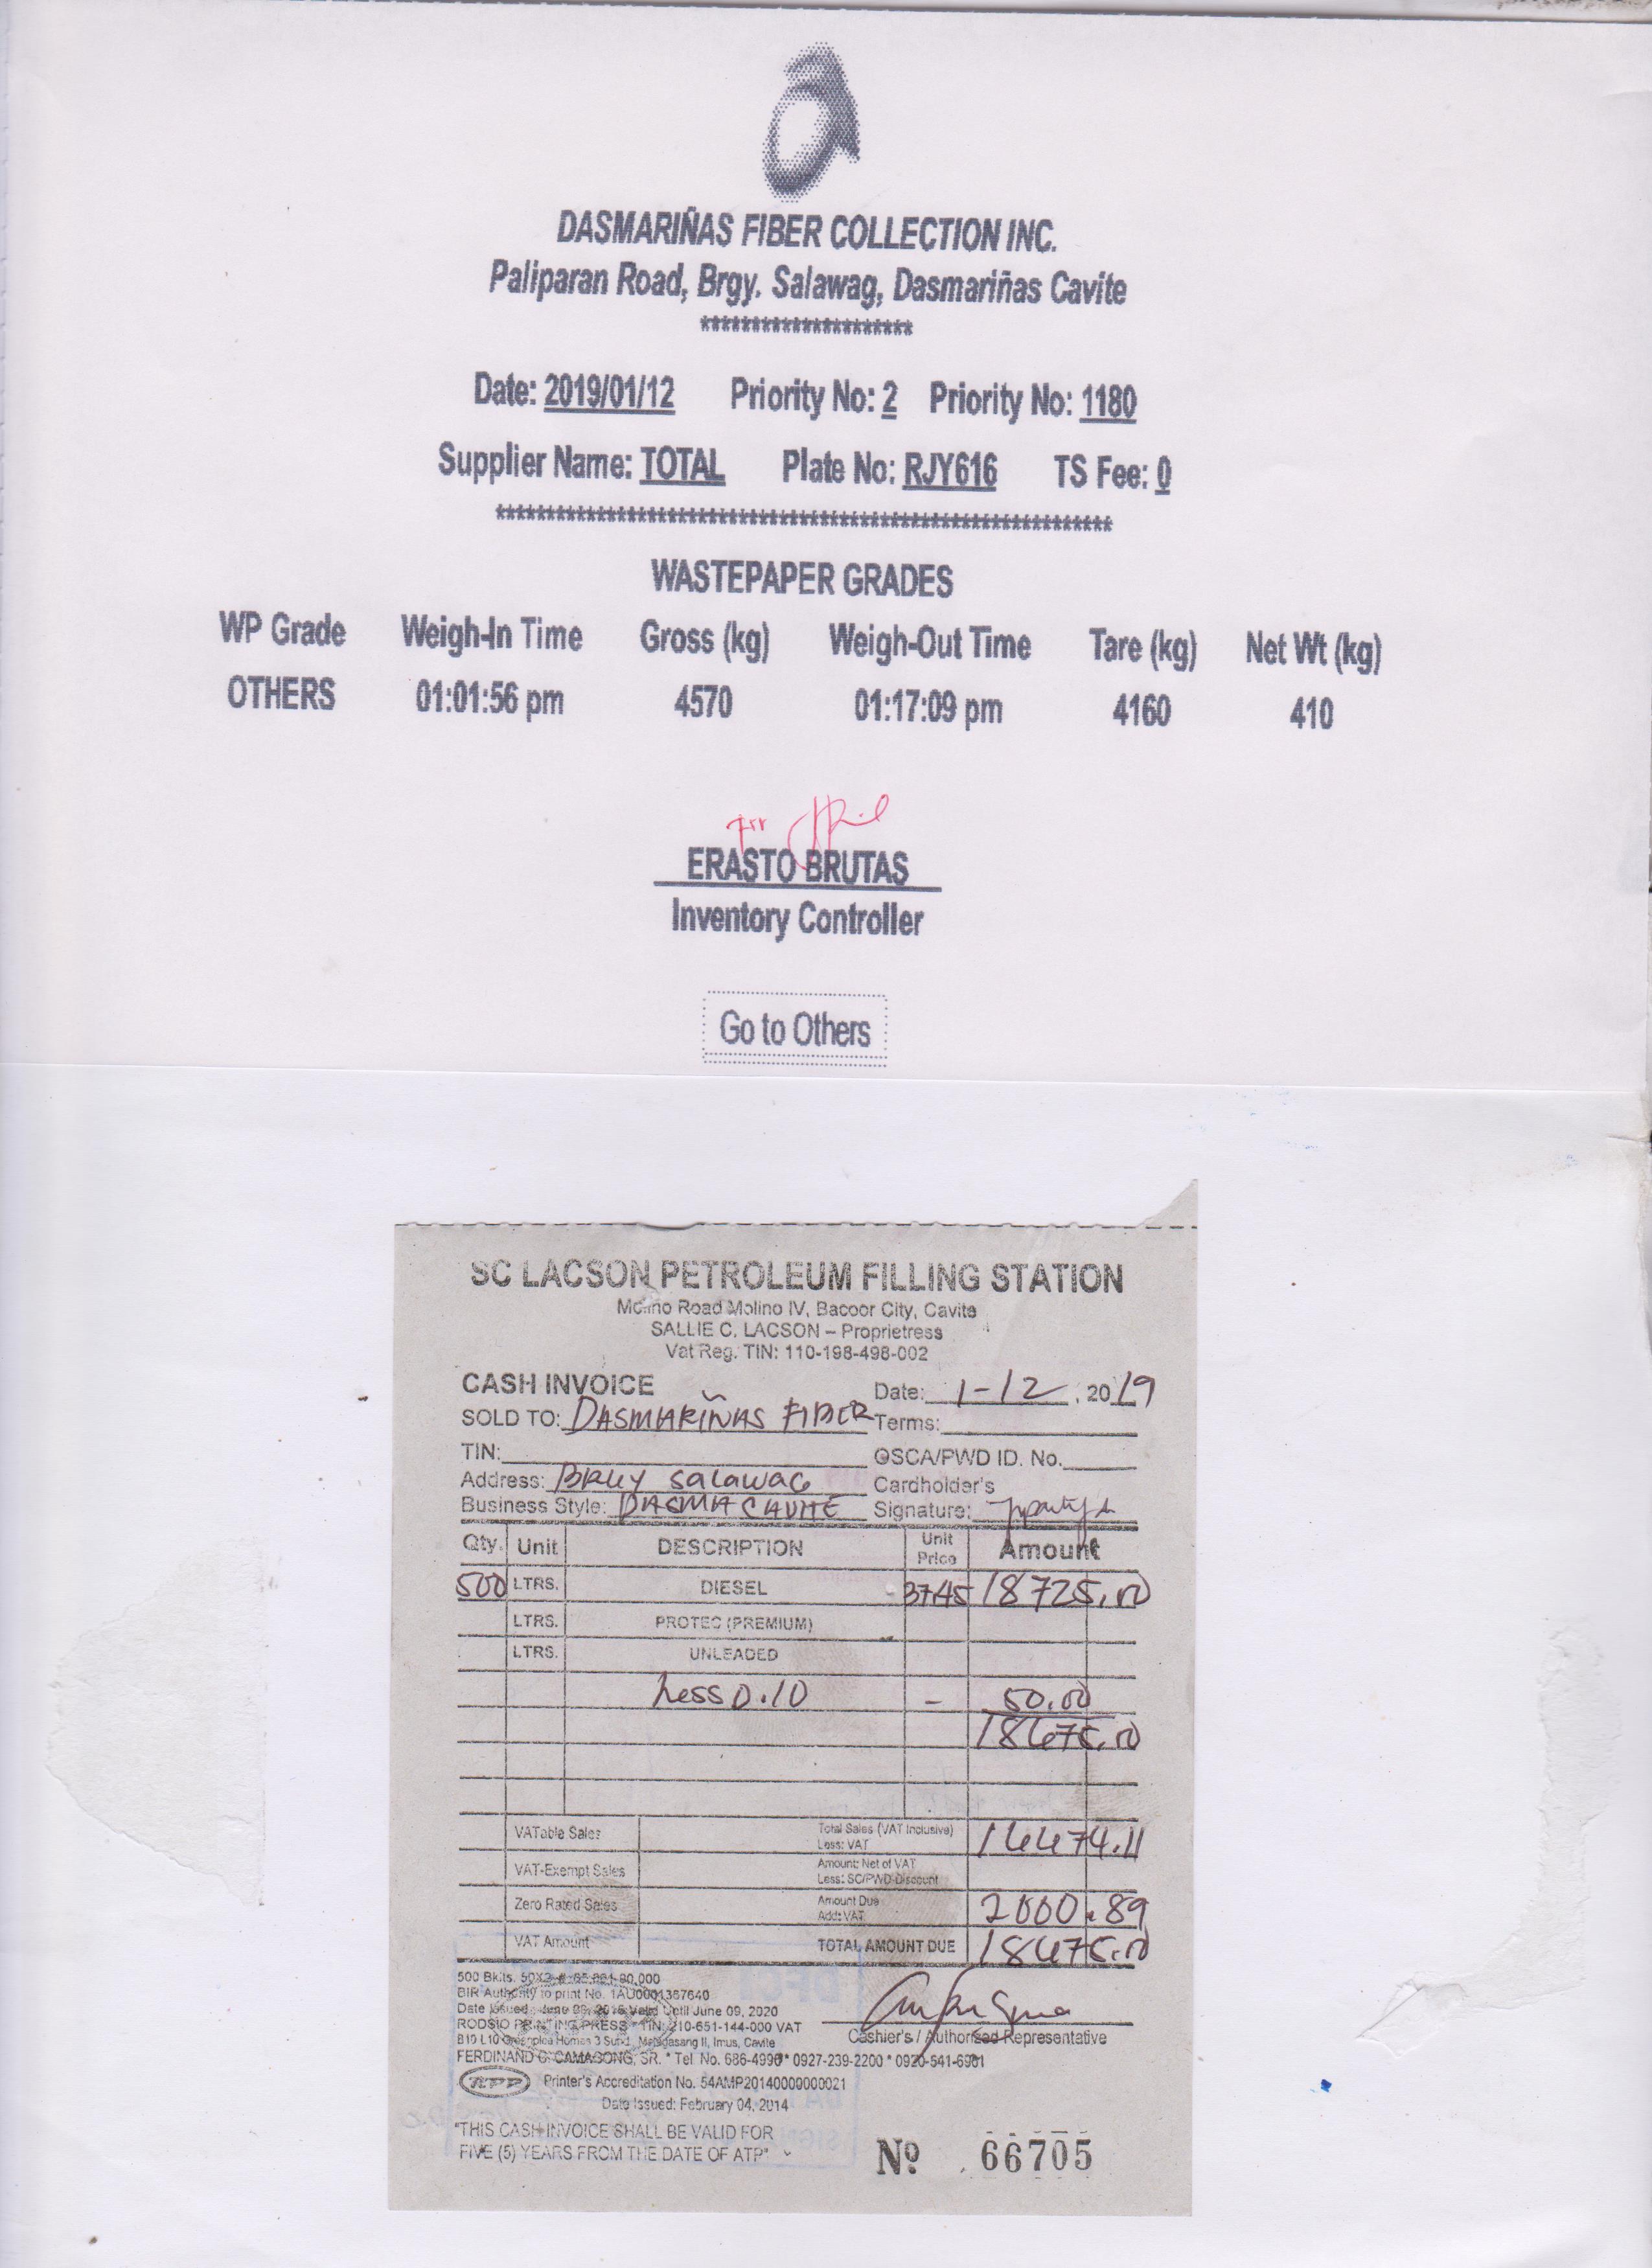 DASMARIÑAS FIBER COLLECTION INC.
Paliparan Road, Brgy. Salawag, Dasmariñas Cavite
*********************
Date: 2019/01/12 Priority No: 2 Priority No: 1180
Supplier Name: TOTAL Plate No: RJY616 TS Fee: 0
*************************************************************
WASTEPAPER GRADES
WP Grade Weigh-In Time Gross (kg) Weigh-Out Time Tare (kg) Net Wt (kg)
OTHERS 01:01:56 pm 4570 01:17:09 pm 4160 410
ERASTO BRUTAS
Inventory Controller
Go to Others
SC LACSON PETROLEUM FILLING STATION
Molino Road Molino IV, Bacoor City, Cavite
SALLIE C. LACSON – Proprietress
Vat Reg. TIN: 110-198-498-002
CASH INVOICE Date: 1-12, 2019
SOLD TO: DASMARIÑAS FIBER Terms:
TIN: OSCA/PWD ID. No.
Address: BRGY SALAWAG Cardholder's
Business Style: DASMA CAVITE Signature:
Qty. Unit DESCRIPTION Unit Price Amount
500 LTRS. DIESEL 37.45 18725.00
LTRS. PROTEC (PREMIUM)
LTRS. UNLEADED
Less 0.10 - 50.00
18675.00
VATable Sales Total Sales (VAT Inclusive) 16674.11
Less: VAT
VAT-Exempt Sales Amount: Net of VAT
Less: SC/PWD Discount
Zero Rated Sales Amount Due 2000.89
Add: VAT
VAT Amount TOTAL AMOUNT DUE 18675.00
500 Bklts. 50X2
BIR Authority to print No. 1AU0001367640
Date Issued: June Valid Until June 09, 2020
RODSIO PRINTING PRESS * TIN: 210-651-144-000 VAT
B10 L10 Homes 3 Imus, Cavite
FERDINAND C. CAMASONG, SR. * Tel. No. 686-4990 * 0927-239-2200 * 0920-541-6901
Cashier's / Authorized Representative
RPP Printer's Accreditation No. 54AMP20140000000021
Date Issued: February 04, 2014
"THIS CASH INVOICE SHALL BE VALID FOR
FIVE (5) YEARS FROM THE DATE OF ATP"
Nº 66705